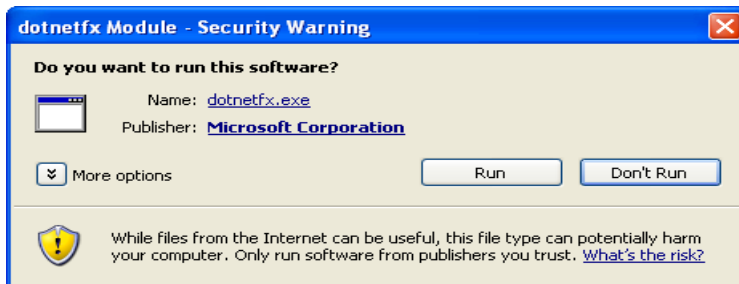 dotnetfx Module - Security Warning
Do you want to run this software?
Name: dotnetfx.exe
Publisher: Microsoft Corporation
More options
Run
Don't Run
While files from the Internet can be useful, this file type can potentially harm
your computer. Only run software from publishers you trust. What's the risk?